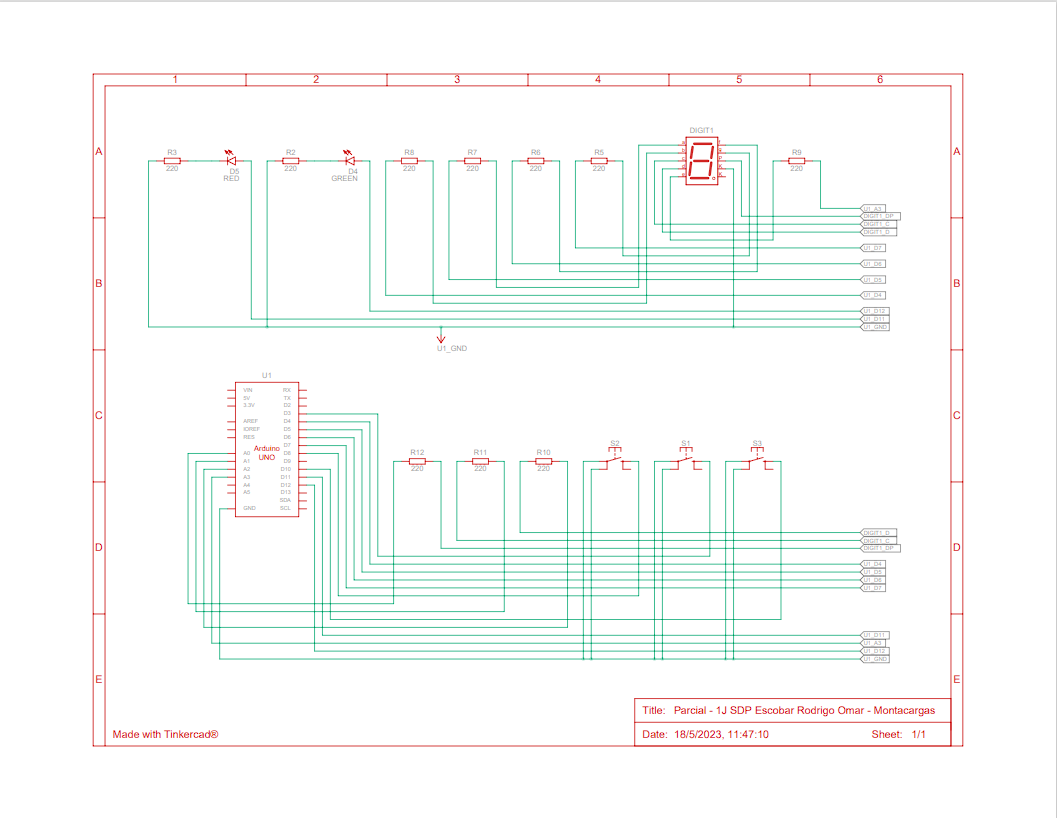 1 2 3 4 5 6
DIGIT1
A R3 R2 R8 R7 R6 R5 R9 A
220 220 220 220 220 220 220
D5 D4
RED GREEN
U1_A3
DIGIT1_DP
DIGIT1_C
DIGIT1_D
U1_D7
U1_D6
B B
U1_D5
U1_D4
U1_D12
U1_D11
U1_GND
U1_GND
U1
VIN RX
5V TX
3.3V D2
D3
C C
AREF D4
IOREF D5
RES D6
D7
Arduino
UNO
A0 D8
A1 D9
A2 D10
A3 D11
A4 D12
A5 D13
SDA
GND SCL
R12 R11 R10 S2 S1 S3
220 220 220
DIGIT1_D
DIGIT1_C
D DIGIT1_DP D
U1_D4
U1_D5
U1_D6
U1_D7
U1_D11
U1_A3
U1_D12
U1_GND
E E
Title: Parcial - 1J SDP Escobar Rodrigo Omar - Montacargas
Made with Tinkercad®
Date: 18/5/2023, 11:47:10 Sheet: 1/1